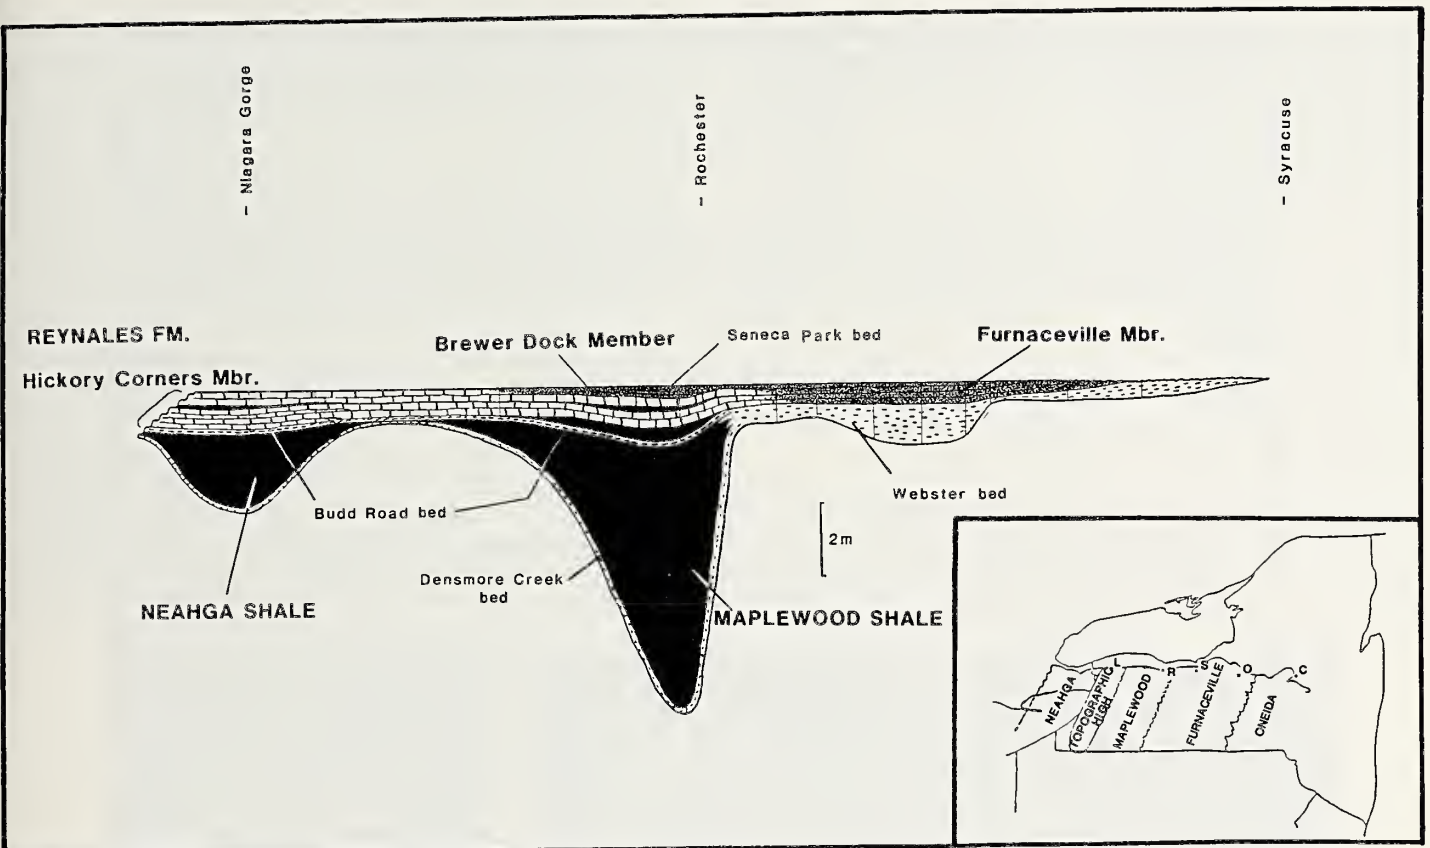 – Niagara Gorge
– Rochester
– Syracuse
REYNALES FM.
Brewer Dock Member
Seneca Park bed
Furnaceville Mbr.
Hickory Corners Mbr.
Webster bed
Budd Road bed
2m
Densmore Creek
bed
NEAHGA SHALE
MAPLEWOOD SHALE
L
R
S
O
C
NEAHGA
TOPOGRAPHIC
HIGH
MAPLEWOOD
FURNACEVILLE
ONEIDA